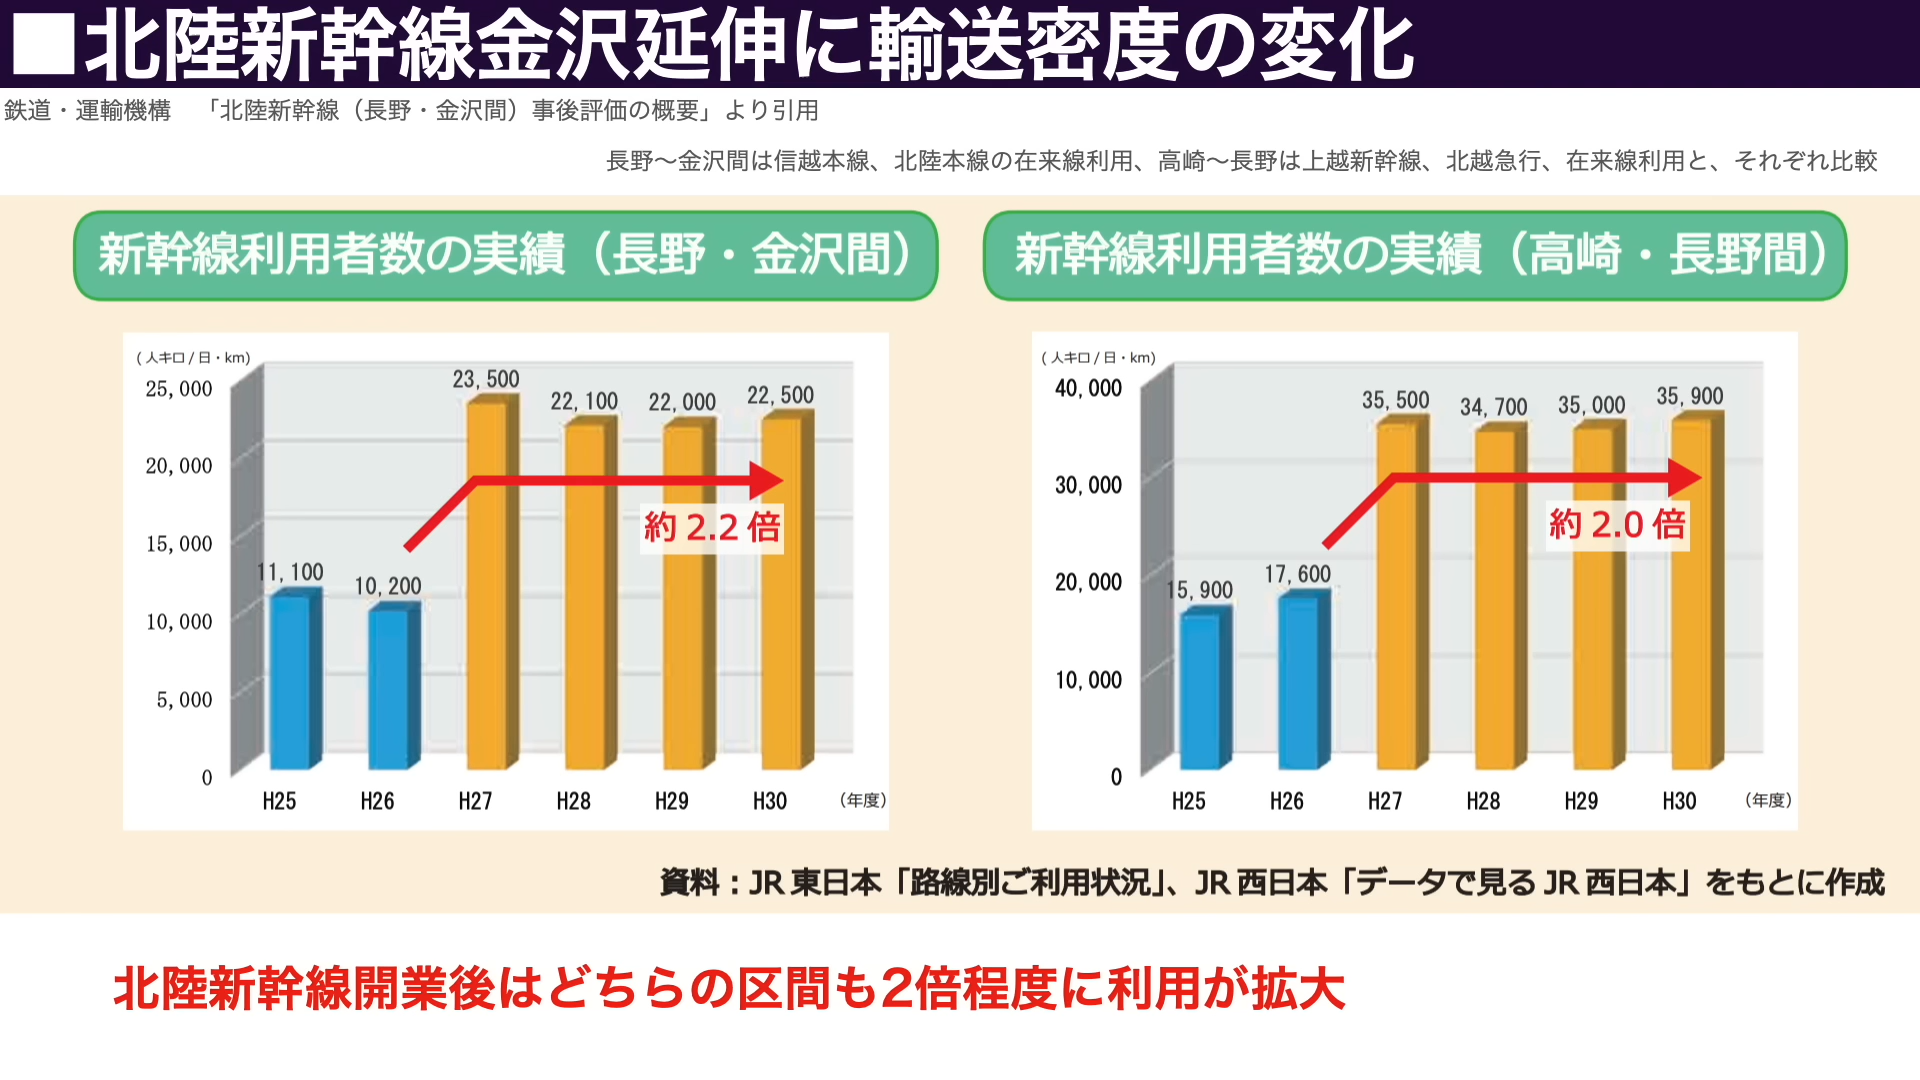 ■北陸新幹線金沢延伸に輸送密度の変化
鉄道・運輸機構　「北陸新幹線（長野・金沢間）事後評価の概要」より引用
長野〜金沢間は信越本線、北陸本線の在来線利用、高崎〜長野は上越新幹線、北越急行、在来線利用と、それぞれ比較
新幹線利用者数の実績（長野・金沢間）
(人キロ/日・km)
25,000
20,000
15,000
10,000
5,000
0
11,100
10,200
23,500
22,100
22,000
22,500
約2.2倍
H25 H26 H27 H28 H29 H30 （年度）
新幹線利用者数の実績（高崎・長野間）
(人キロ/日・km)
40,000
30,000
20,000
10,000
0
15,900
17,600
35,500
34,700
35,000
35,900
約2.0倍
H25 H26 H27 H28 H29 H30 （年度）
資料：JR東日本「路線別ご利用状況」、JR西日本「データで見るJR西日本」をもとに作成
北陸新幹線開業後はどちらの区間も2倍程度に利用が拡大